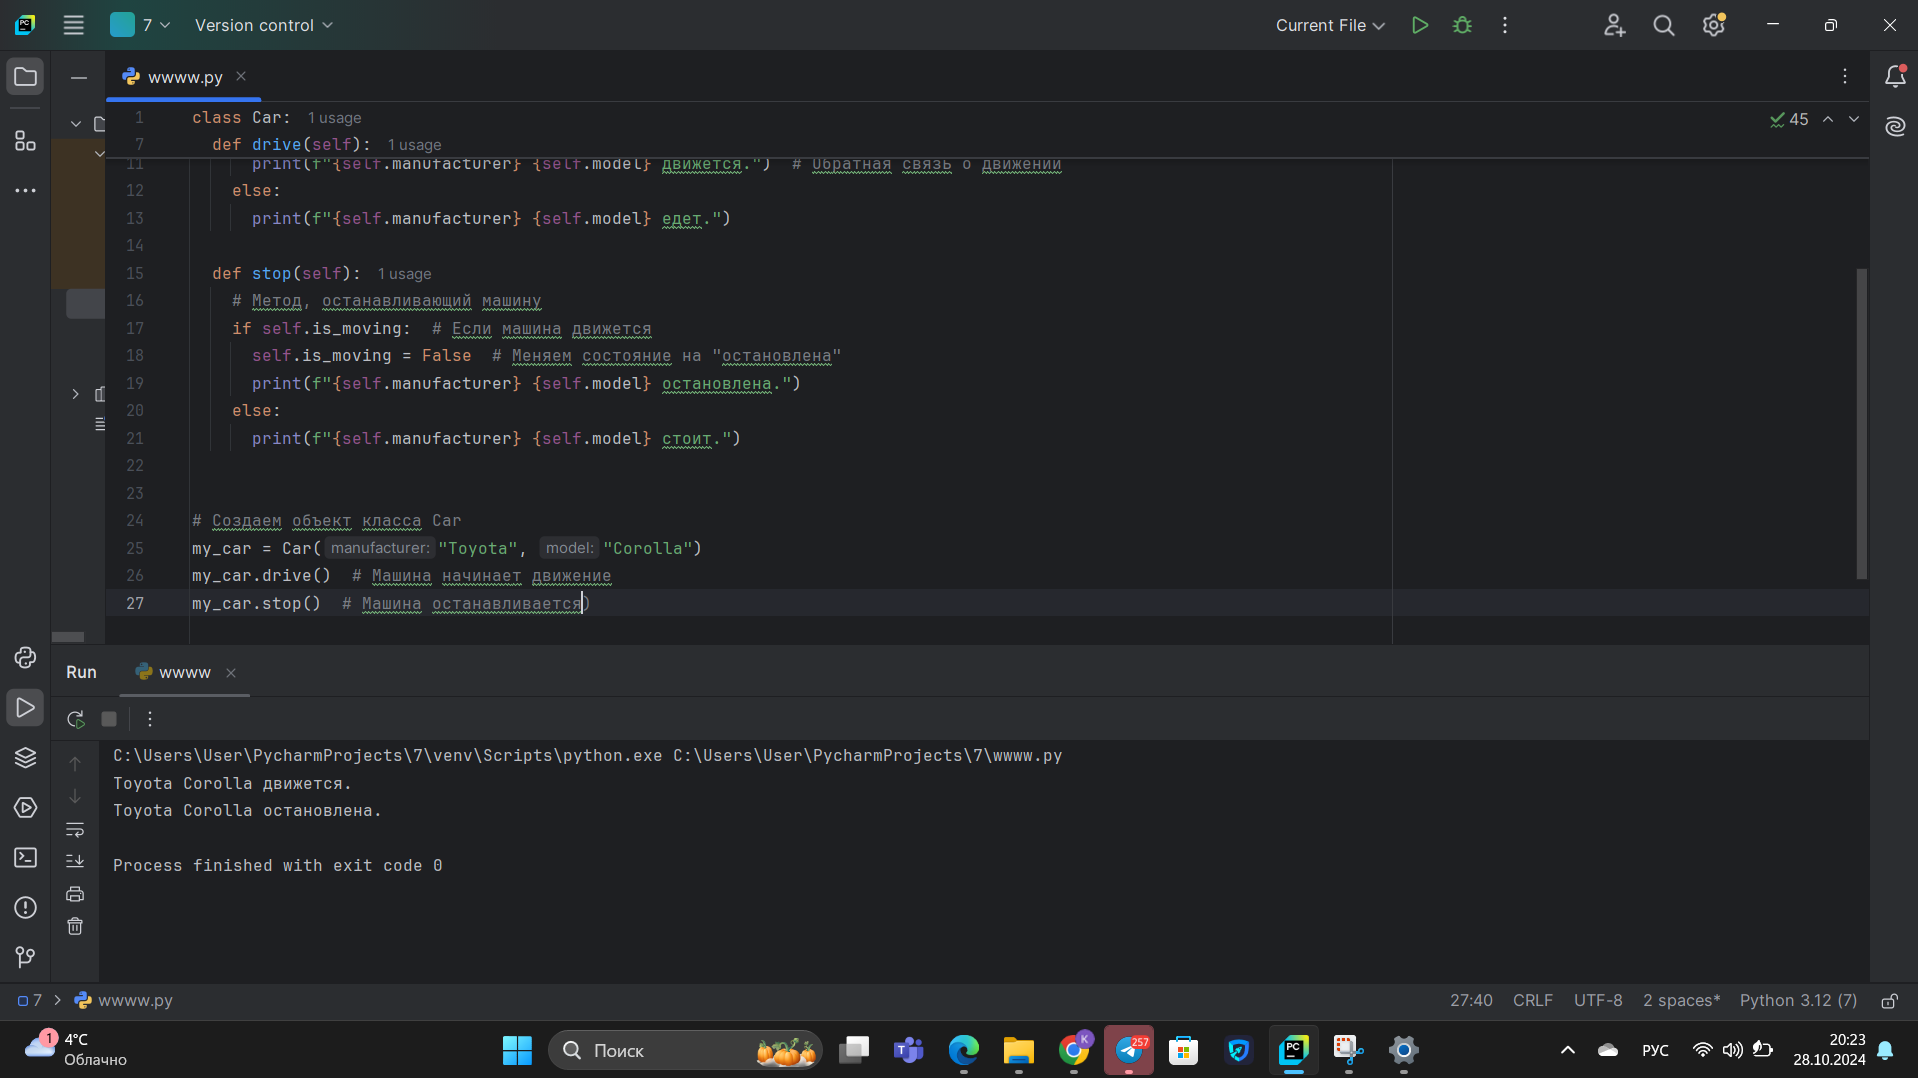 7 Version control Current File
wwww.py
1 class Car: 1 usage
45
7 def drive(self): 1 usage
11 print(f"{self.manufacturer} {self.model} движется.") # Обратная связь о движении
12 else:
13 print(f"{self.manufacturer} {self.model} едет.")
14
15 def stop(self): 1 usage
16 # Метод, останавливающий машину
17 if self.is_moving: # Если машина движется
18 self.is_moving = False # Меняем состояние на "остановлена"
19 print(f"{self.manufacturer} {self.model} остановлена.")
20 else:
21 print(f"{self.manufacturer} {self.model} стоит.")
22
23
24 # Создаем объект класса Car
25 my_car = Car( manufacturer: "Toyota", model: "Corolla")
26 my_car.drive() # Машина начинает движение
27 my_car.stop() # Машина останавливается)
Run wwww
C:\Users\User\PycharmProjects\7\venv\Scripts\python.exe C:\Users\User\PycharmProjects\7\wwww.py
Toyota Corolla движется.
Toyota Corolla остановлена.
Process finished with exit code 0
7 > wwww.py 27:40 CRLF UTF-8 2 spaces* Python 3.12 (7)
1 4°C
Облачно
Поиск
K
257
PC
РУС
20:23
28.10.2024